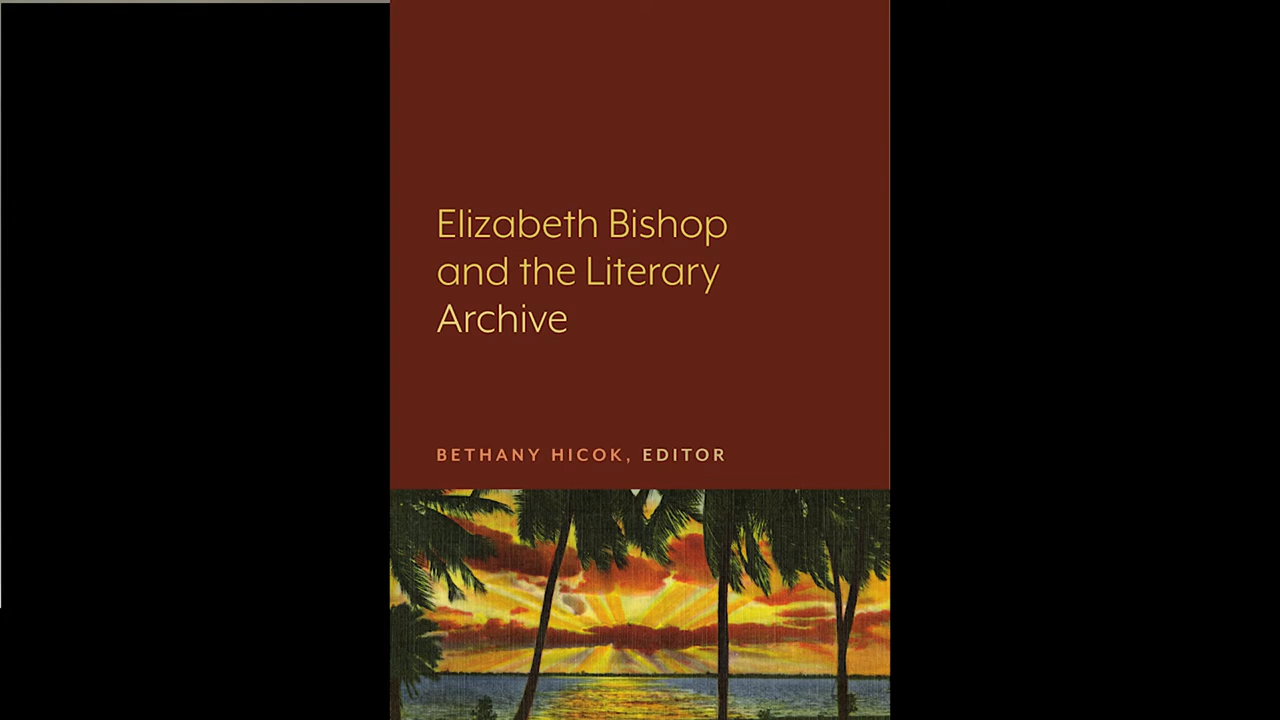 Elizabeth Bishop
and the Literary
Archive
BETHANY HICOK, EDITOR